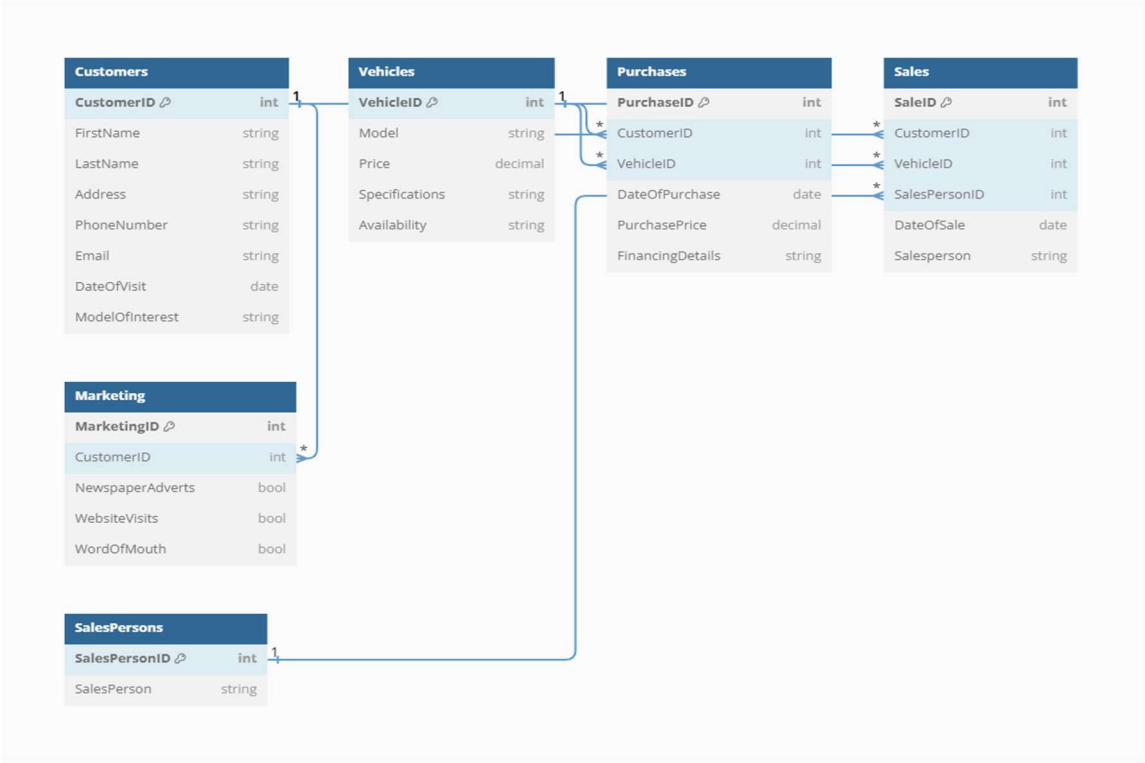 Customers
CustomerID int
FirstName string
LastName string
Address string
PhoneNumber string
Email string
DateOfVisit date
ModelOfInterest string
1
Vehicles
VehicleID int
Model string
Price decimal
Specifications string
Availability string
1
Purchases
PurchaseID int
* CustomerID int
* VehicleID int
DateOfPurchase date
PurchasePrice decimal
FinancingDetails string
Sales
SaleID int
* CustomerID int
* VehicleID int
* SalesPersonID int
DateOfSale date
Salesperson string
Marketing
MarketingID int
CustomerID int *
NewspaperAdverts bool
WebsiteVisits bool
WordOfMouth bool
SalesPersons
SalesPersonID int 1
SalesPerson string